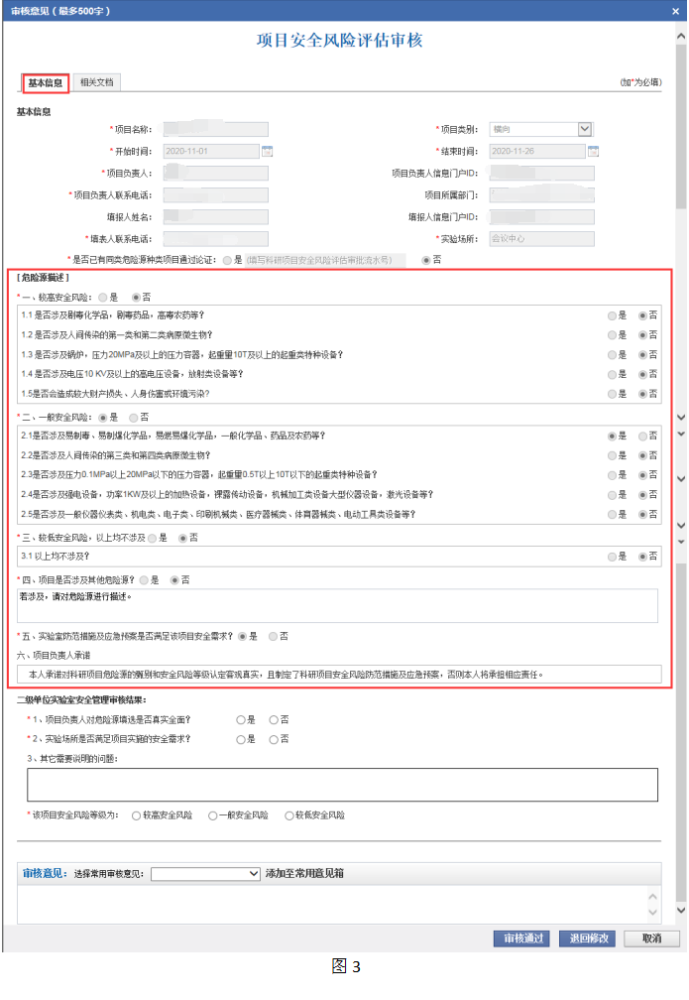 审核意见（最多500字）
项目安全风险评估审核
基本信息 相关文档 (加*为必填)
基本信息
*项目名称： *项目类别： 横向
*开始时间： 2020-11-01 *结束时间： 2020-11-26
*项目负责人： 项目负责人信息门户ID：
*项目负责人联系电话： 项目所属部门：
填报人姓名： 填报人信息门户ID：
*填表人联系电话： *实验场所： 会议中心
*是否已有同类危险源种类项目通过论证： 是 (填写科研项目安全风险评估审批流水号) 否
[ 危险源描述 ]
*一、较高安全风险： 是 否
1.1 是否涉及剧毒化学品，剧毒药品，高毒农药等？ 是 否
1.2 是否涉及人间传染的第一类和第二类病原微生物？ 是 否
1.3 是否涉及锅炉，压力20MPa及以上的压力容器，起重量10T及以上的起重类特种设备？ 是 否
1.4 是否涉及电压10 KV及以上的高电压设备，放射类设备等？ 是 否
1.5是否会造成较大财产损失、人身伤害或环境污染? 是 否
*二、一般安全风险： 是 否
2.1是否涉及易制毒、易制爆化学品，易燃易爆化学品，一般化学品、药品及农药等？ 是 否
2.2是否涉及人间传染的第三类和第四类病原微生物？ 是 否
2.3是否涉及压力0.1MPa以上20MPa以下的压力容器，起重量0.5T以上10T以下的起重类特种设备？ 是 否
2.4是否涉及强电设备，功率1KW及以上的加热设备，裸露传动设备，机械加工类设备大型仪器设备，激光设备等？ 是 否
2.5是否涉及一般仪器仪表类、机电类、电子类、印刷机械类、医疗器械类、体育器械类、电动工具类设备等？ 是 否
*三、较低安全风险，以上均不涉及 是 否
3.1 以上均不涉及？ 是 否
*四、项目是否涉及其他危险源？ 是 否
若涉及，请对危险源进行描述。
*五、实验室防范措施及应急预案是否满足该项目安全需求？ 是 否
六、项目负责人承诺
本人承诺对科研项目危险源的甄别和安全风险等级认定客观真实，且制定了科研项目安全风险防范措施及应急预案，否则本人将承担相应责任。
二级单位实验室安全管理审核结果：
*1、项目负责人对危险源填选是否真实全面？ 是 否
*2、实验场所是否满足项目实施的安全需求？ 是 否
3、其它需要说明的问题：
*该项目安全风险等级为： 较高安全风险 一般安全风险 较低安全风险
审核意见： 选择常用审核意见： 添加至常用意见箱
审核通过 退回修改 取消
图 3